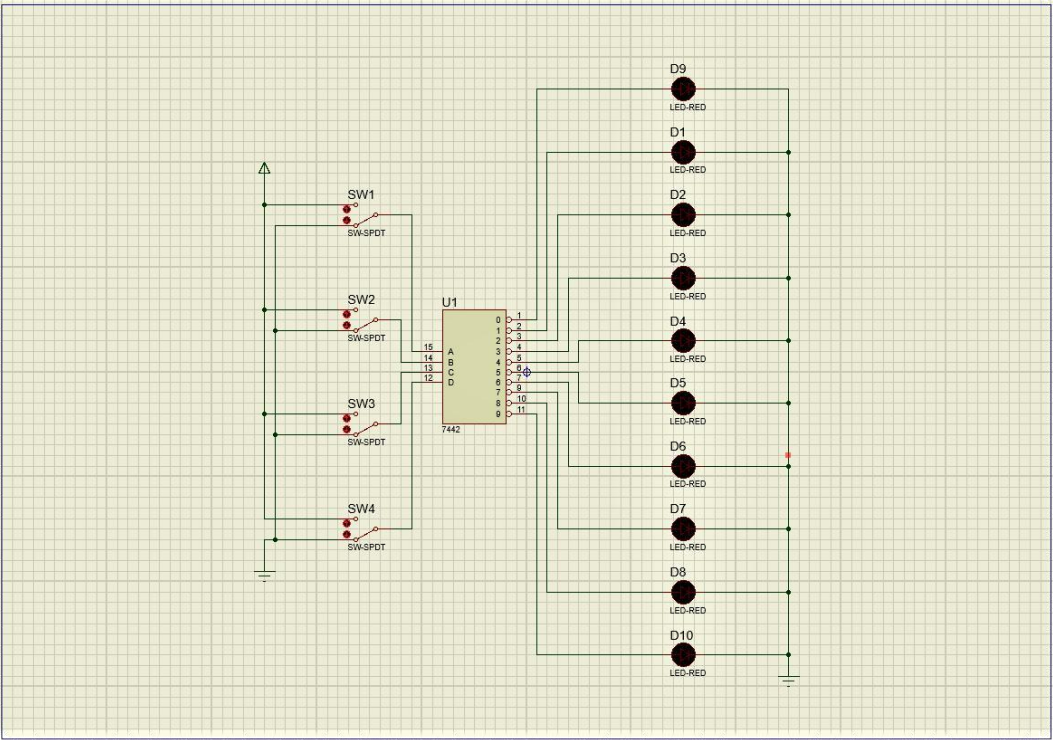 D9
LED-RED
D1
LED-RED
SW1
SW-SPDT
D2
LED-RED
D3
LED-RED
SW2
SW-SPDT
U1
D4
LED-RED
15 A
14 B
13 C
12 D
0 1
1 2
2 3
3 4
4 5
5 6
6 7
7 9
8 10
9 11
7442
D5
LED-RED
SW3
SW-SPDT
D6
LED-RED
SW4
SW-SPDT
D7
LED-RED
D8
LED-RED
D10
LED-RED